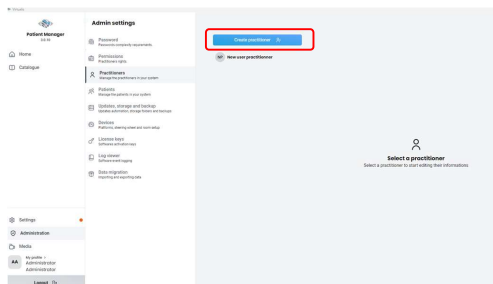 Patient Manager
Home
Catalogue
Settings
Administration
Media
My profile
AA
Administrator
Administrator
Logout
Admin settings
Password
Passwords complexity requirements
Permissions
Practitioners rights
Practitioners
Manage the practitioners in your system
Patients
Manage the patients in your system
Updates, storage and backup
Updates automation, storage folders and backups
Devices
Platforms, steering wheel and room setup
License keys
Softwares activation keys
Log viewer
Software event logging
Data migration
Importing and exporting data
Create practitioner
NP New user practitionner
Select a practitioner
Select a practitioner to start editing their informations